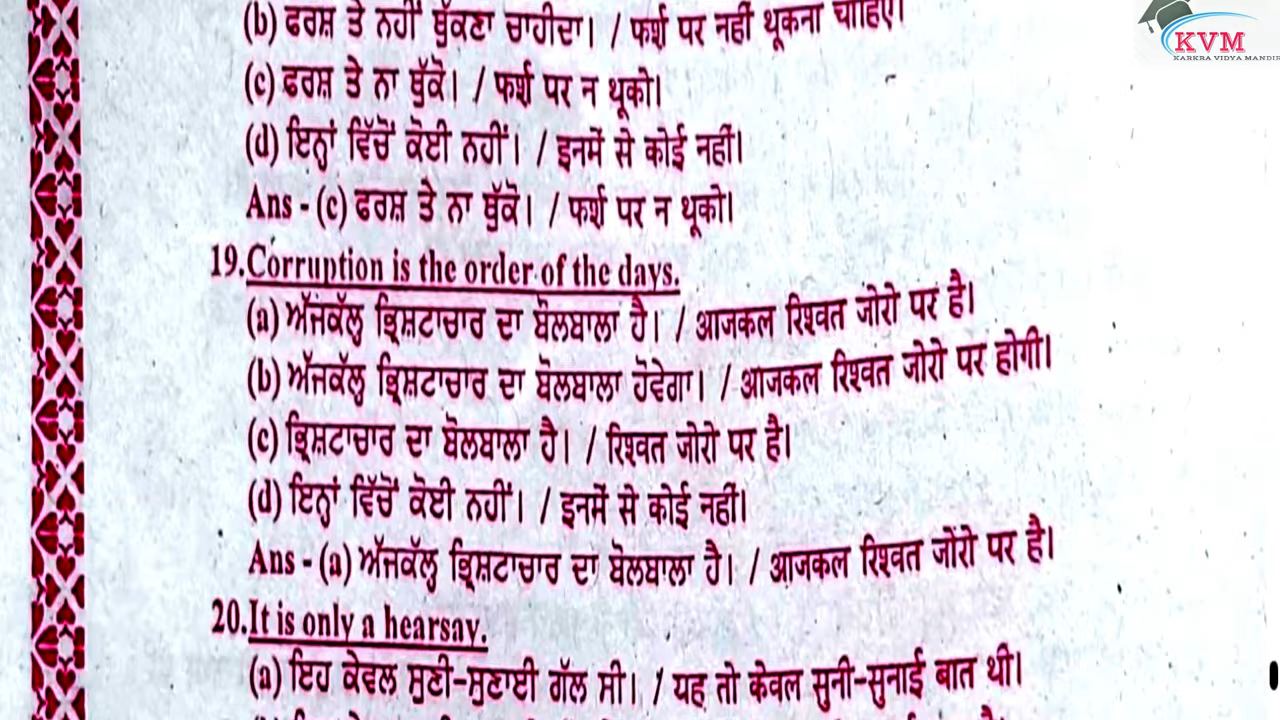 (b) ਫਰਸ਼ ਤੇ ਨਹੀਂ ਥੁੱਕਣਾ ਚਾਹੀਦਾ। / फर्श पर नहीं थूकना चाहिए।
KVM
KARKRA VIDYA MANDIR
(c) ਫਰਸ਼ ਤੇ ਨਾ ਥੁੱਕੋ। / फर्श पर न थूको।
(d) ਇਨ੍ਹਾਂ ਵਿੱਚੋਂ ਕੋਈ ਨਹੀਂ। / इनमें से कोई नहीं।
Ans - (c) ਫਰਸ਼ ਤੇ ਨਾ ਥੁੱਕੋ। / फर्श पर न थूको।
19.Corruption is the order of the days.
(a) ਅੱਜਕੱਲ੍ਹ ਭ੍ਰਿਸ਼ਟਾਚਾਰ ਦਾ ਬੋਲਬਾਲਾ ਹੈ। / आजकल रिश्वत जोरो पर है।
(b) ਅੱਜਕੱਲ੍ਹ ਭ੍ਰਿਸ਼ਟਾਚਾਰ ਦਾ ਬੋਲਬਾਲਾ ਹੋਵੇਗਾ। / आजकल रिश्वत जोरो पर होगी।
(c) ਭ੍ਰਿਸ਼ਟਾਚਾਰ ਦਾ ਬੋਲਬਾਲਾ ਹੈ। / रिश्वत जोरो पर है।
(d) ਇਨ੍ਹਾਂ ਵਿੱਚੋਂ ਕੋਈ ਨਹੀਂ। / इनमें से कोई नहीं।
Ans - (a) ਅੱਜਕੱਲ੍ਹ ਭ੍ਰਿਸ਼ਟਾਚਾਰ ਦਾ ਬੋਲਬਾਲਾ ਹੈ। / आजकल रिश्वत जोंरो पर है।
20.It is only a hearsay.
(a) ਇਹ ਕੇਵਲ ਸੁਣੀ-ਸੁਣਾਈ ਗੱਲ ਸੀ। / यह तो केवल सुनी-सुनाई बात थी।